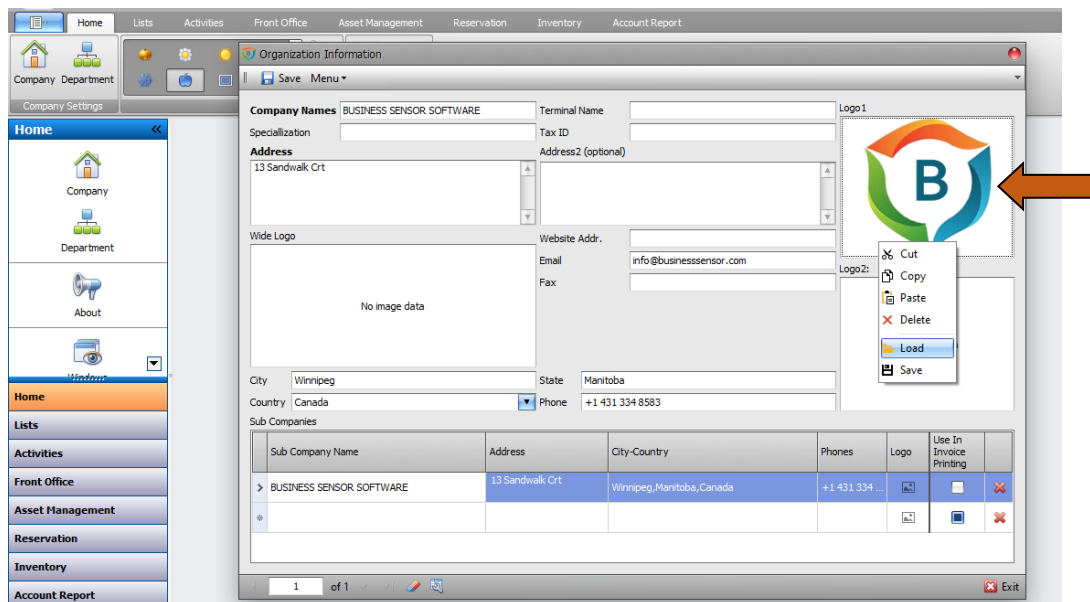 Home Lists Activities Front Office Asset Management Reservation Inventory Account Report
Company Department
Company Settings
Organization Information
Save Menu
Company Names BUSINESS SENSOR SOFTWARE Terminal Name Logo1
Speciallization Tax ID
Address Address2 (optional)
13 Sandwalk Crt
B
Wide Logo Website Addr.
Email info@businesssensor.com Logo2:
Fax
No image data
Cut
Copy
Paste
Delete
Load
Save
City Winnipeg State Manitoba
Country Canada Phone +1 431 334 8583
Sub Companies
Sub Company Name Address City-Country Phones Logo Use In Invoice Printing
BUSINESS SENSOR SOFTWARE 13 Sandwalk Crt Winnipeg,Manitoba,Canada +1 431 334 ...
1 of 1 Exit
Home
Company
Department
About
Windows
Home
Lists
Activities
Front Office
Asset Management
Reservation
Inventory
Account Report